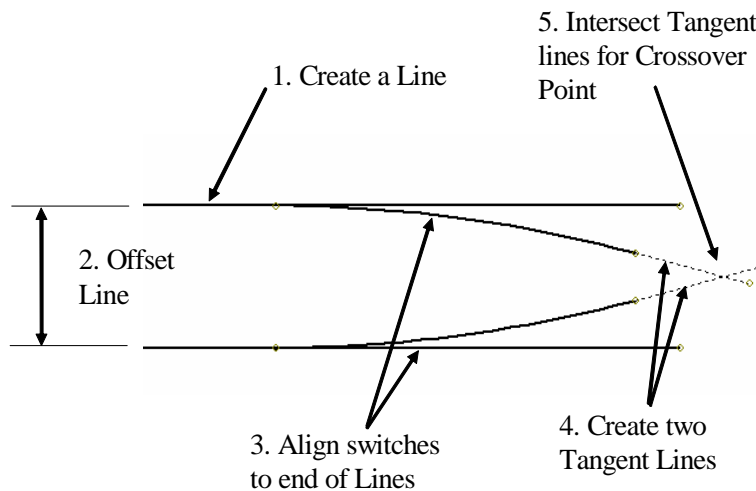 1. Create a Line
2. Offset
Line
3. Align switches
to end of Lines
4. Create two
Tangent Lines
5. Intersect Tangent
lines for Crossover
Point